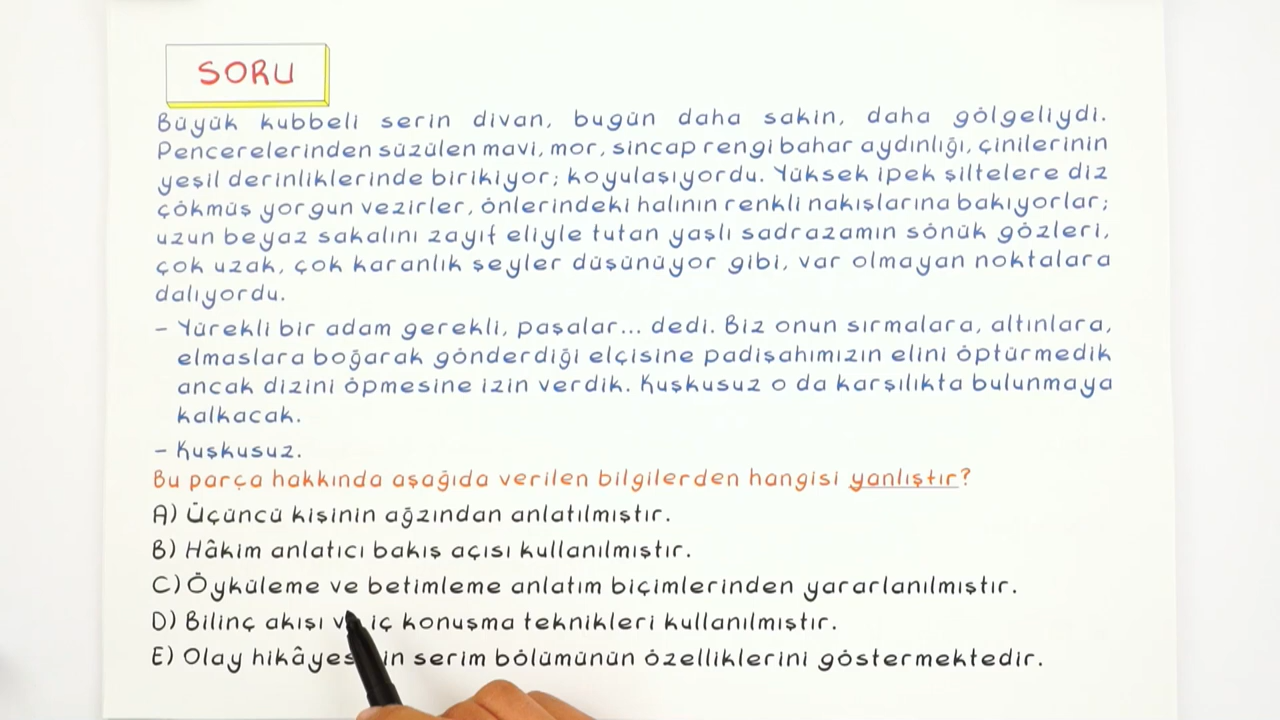 SORU
Büyük kubbeli serin divan, bugün daha sakin, daha gölgeliydi.
Pencerelerinden süzülen mavi, mor, sincap rengi bahar aydınlığı, çinilerinin
yeşil derinliklerinde birikiyor; koyulaşıyordu. Yüksek ipek şiltelere diz
çökmüş yorgun vezirler, önlerindeki halının renkli nakışlarına bakıyorlar;
uzun beyaz sakalını zayıf eliyle tutan yaşlı sadrazamın sönük gözleri,
çok uzak, çok karanlık şeyler düşünüyor gibi, var olmayan noktalara
dalıyordu.
– Yürekli bir adam gerekli, paşalar... dedi. Biz onun sırmalara, altınlara,
elmaslara boğarak gönderdiği elçisine padişahımızın elini öptürmedik
ancak dizini öpmesine izin verdik. Kuşkusuz o da karşılıkta bulunmaya
kalkacak.
– Kuşkusuz.
Bu parça hakkında aşağıda verilen bilgilerden hangisi yanlıştır?
A) Üçüncü kişinin ağzından anlatılmıştır.
B) Hâkim anlatıcı bakış açısı kullanılmıştır.
C) Öyküleme ve betimleme anlatım biçimlerinden yararlanılmıştır.
D) Bilinç akışı iç konuşma teknikleri kullanılmıştır.
E) Olay serim bölümünün özelliklerini göstermektedir.